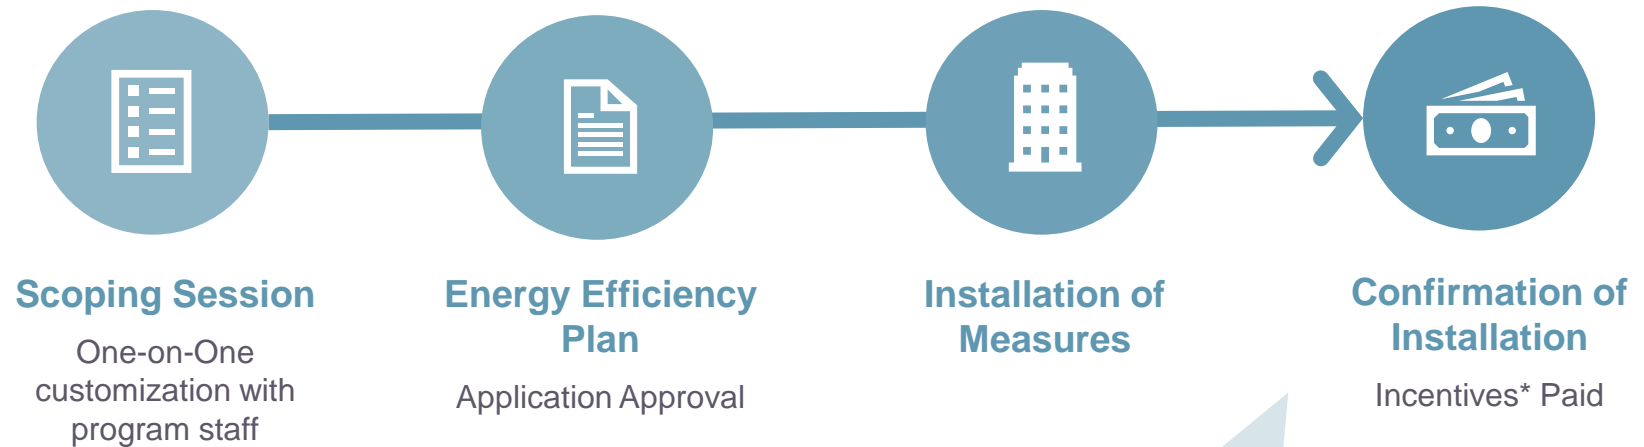 Scoping Session
One-on-One
customization with
program staff
Energy Efficiency
Plan
Application Approval
Installation of
Measures
Confirmation of
Installation
Incentives* Paid